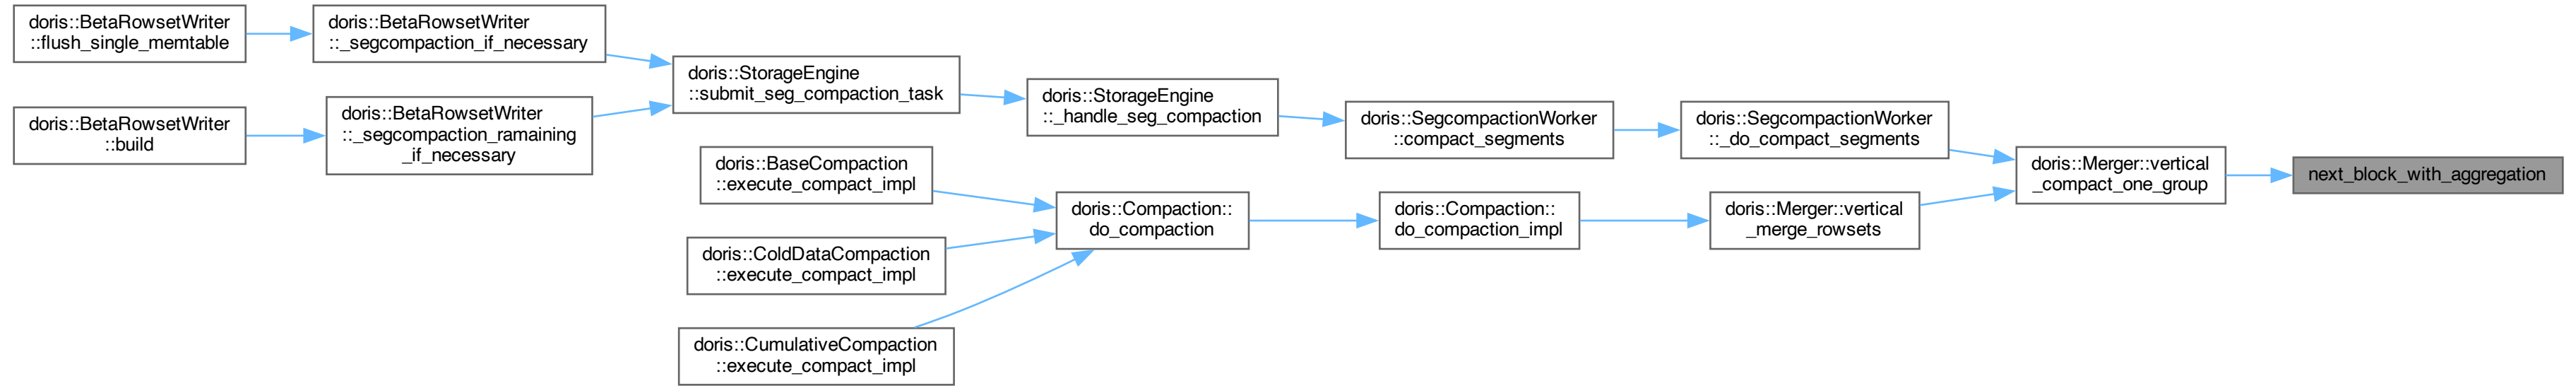 doris::BetaRowsetWriter
::flush_single_memtable
doris::BetaRowsetWriter
::_segcompaction_if_necessary
doris::BetaRowsetWriter
::build
doris::BetaRowsetWriter
::_segcompaction_ramaining
_if_necessary
doris::StorageEngine
::submit_seg_compaction_task
doris::StorageEngine
::_handle_seg_compaction
doris::SegcompactionWorker
::compact_segments
doris::SegcompactionWorker
::_do_compact_segments
doris::BaseCompaction
::execute_compact_impl
doris::ColdDataCompaction
::execute_compact_impl
doris::CumulativeCompaction
::execute_compact_impl
doris::Compaction::
do_compaction
doris::Compaction::
do_compaction_impl
doris::Merger::vertical
_merge_rowsets
doris::Merger::vertical
_compact_one_group
next_block_with_aggregation